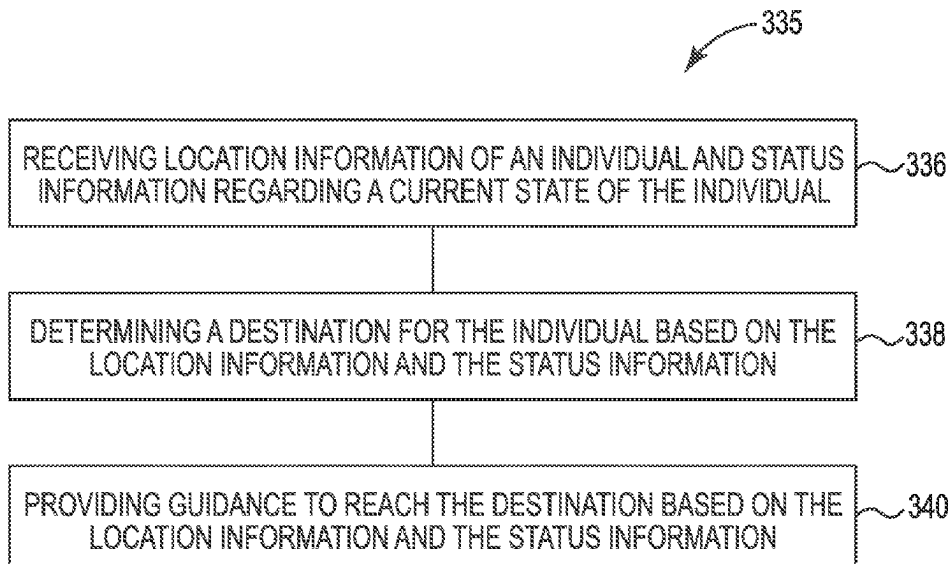 335
RECEIVING LOCATION INFORMATION OF AN INDIVIDUAL AND STATUS
INFORMATION REGARDING A CURRENT STATE OF THE INDIVIDUAL
336
DETERMINING A DESTINATION FOR THE INDIVIDUAL BASED ON THE
LOCATION INFORMATION AND THE STATUS INFORMATION
338
PROVIDING GUIDANCE TO REACH THE DESTINATION BASED ON THE
LOCATION INFORMATION AND THE STATUS INFORMATION
340